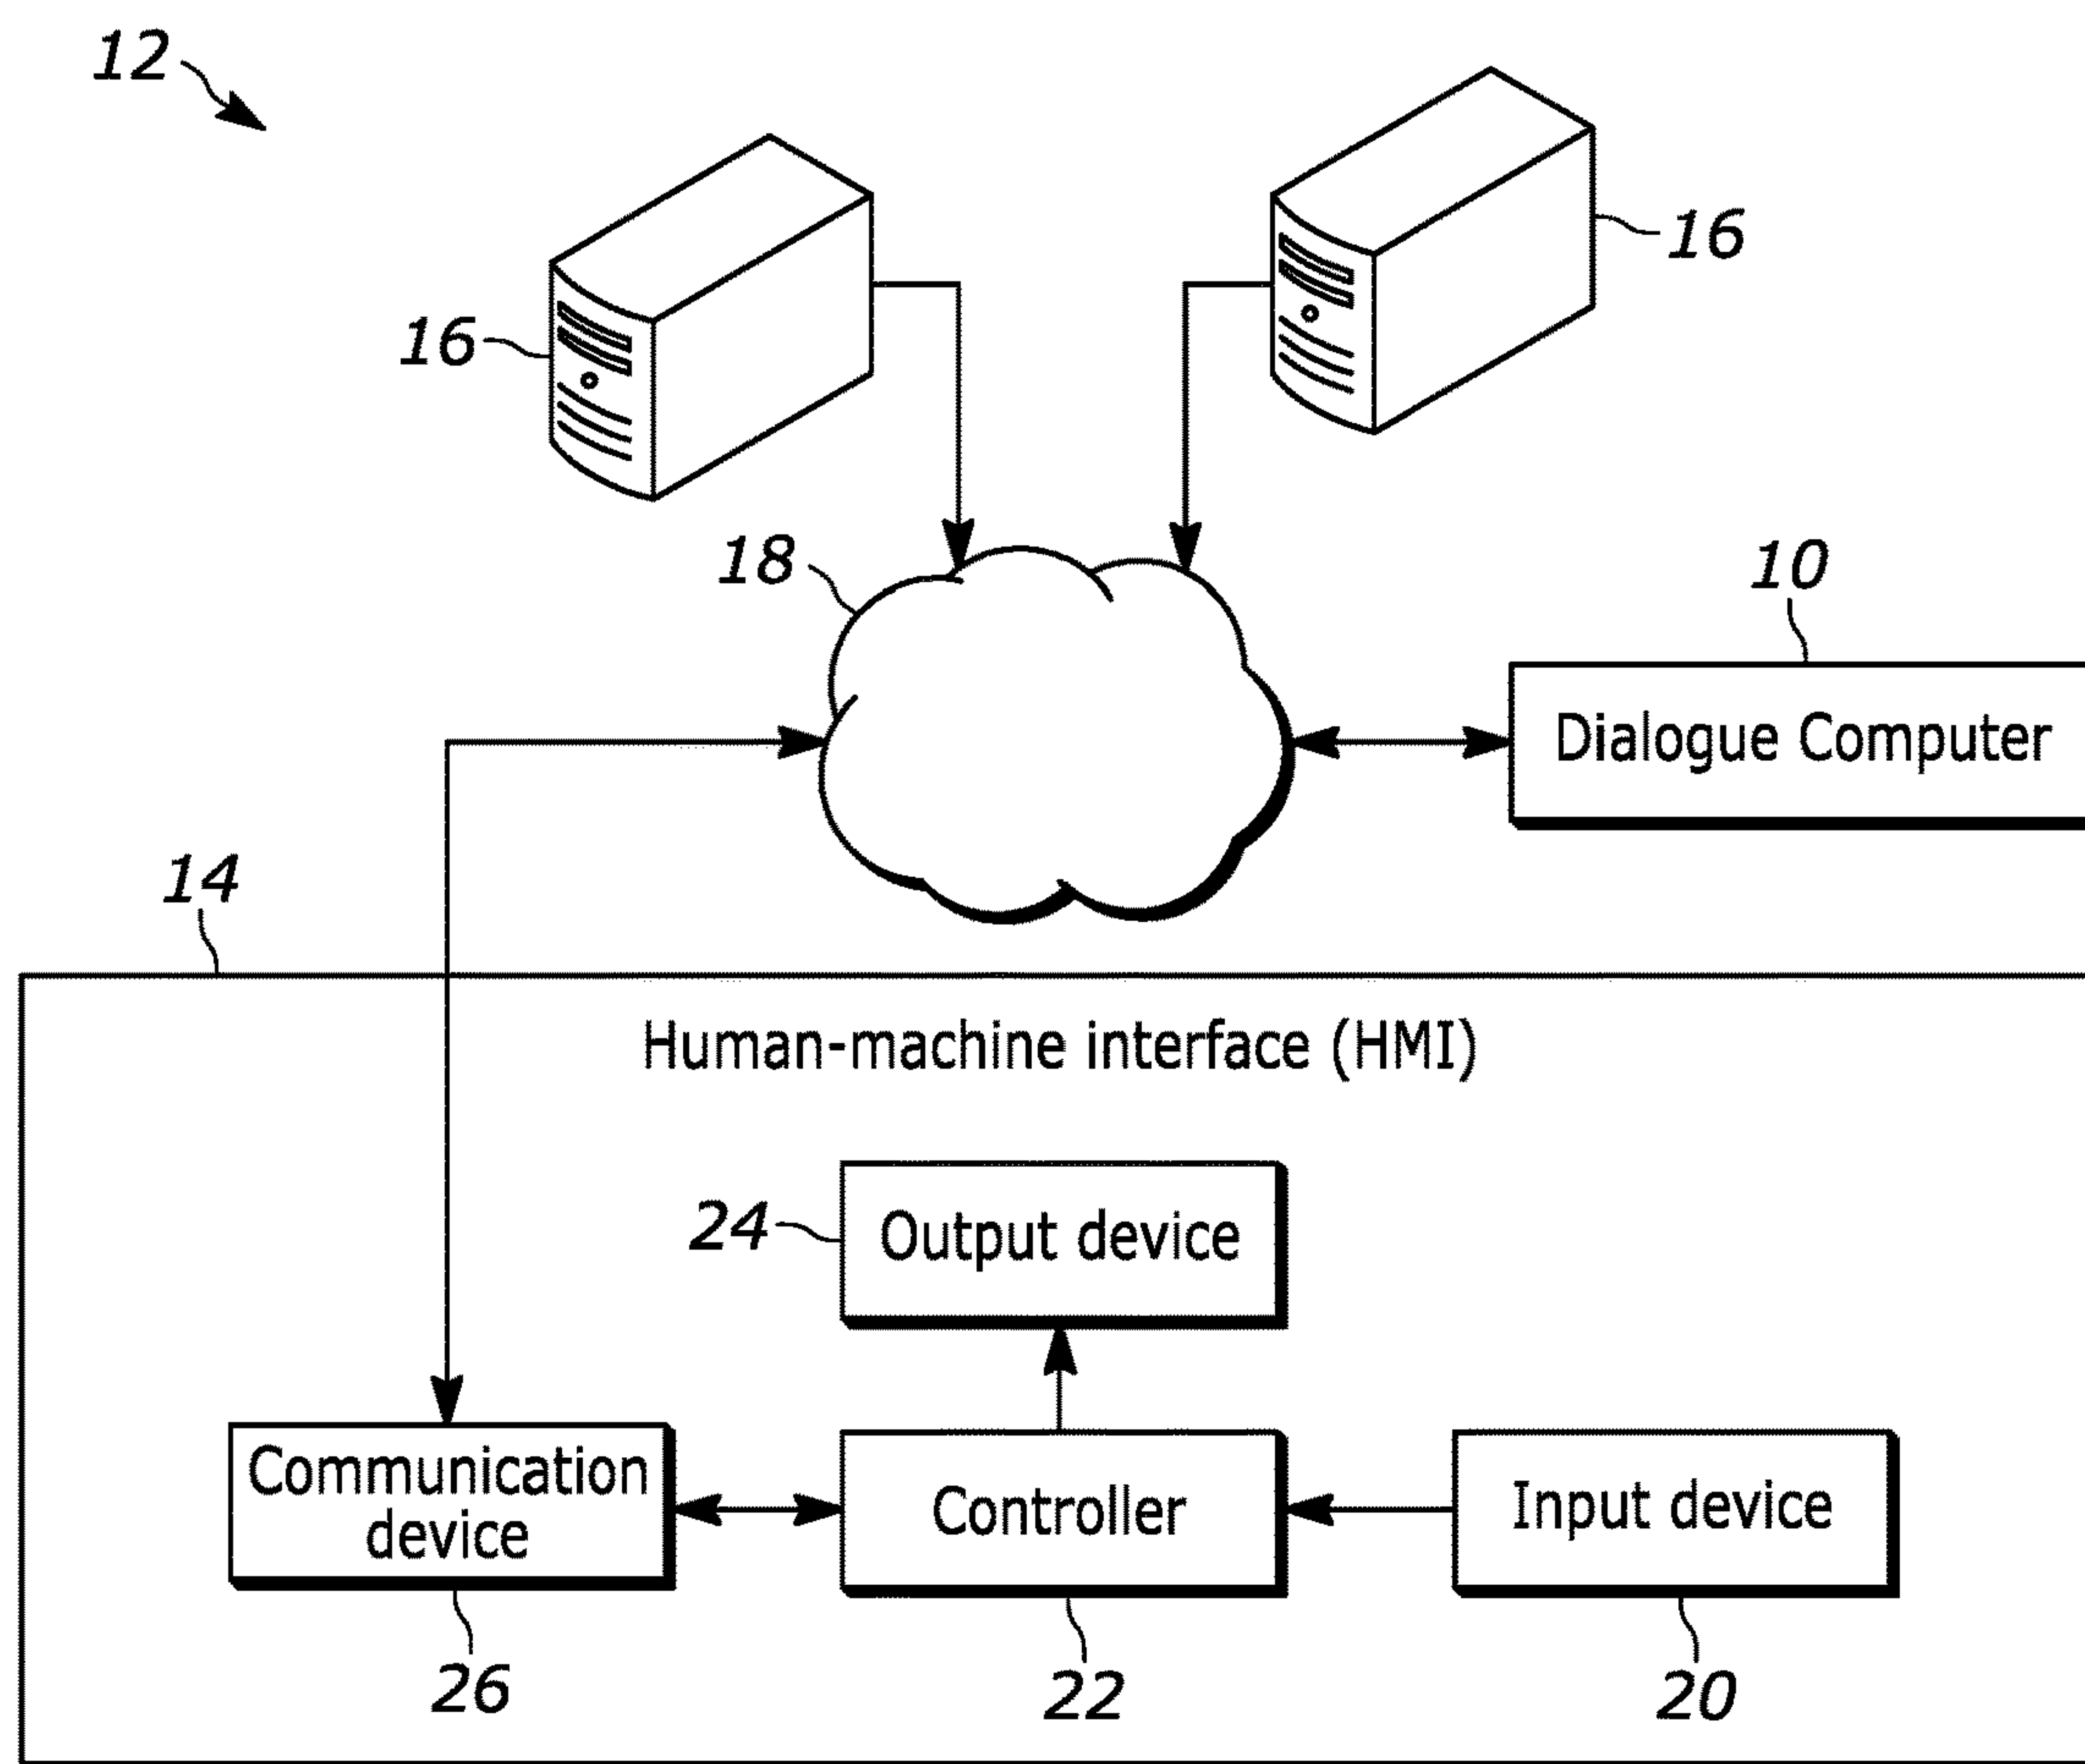 12
16
16
18
10
Dialogue Computer
14
Human-machine interface (HMI)
24
Output device
Communication
device
Controller
Input device
26
22
20